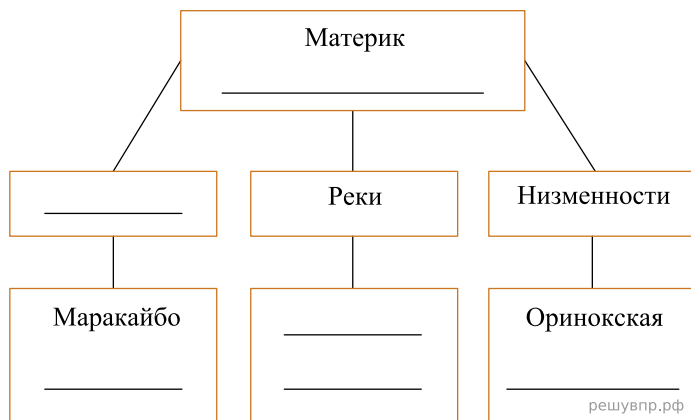 Материк
Реки
Низменности
Маракайбо
Оринокская
решувпр.рф